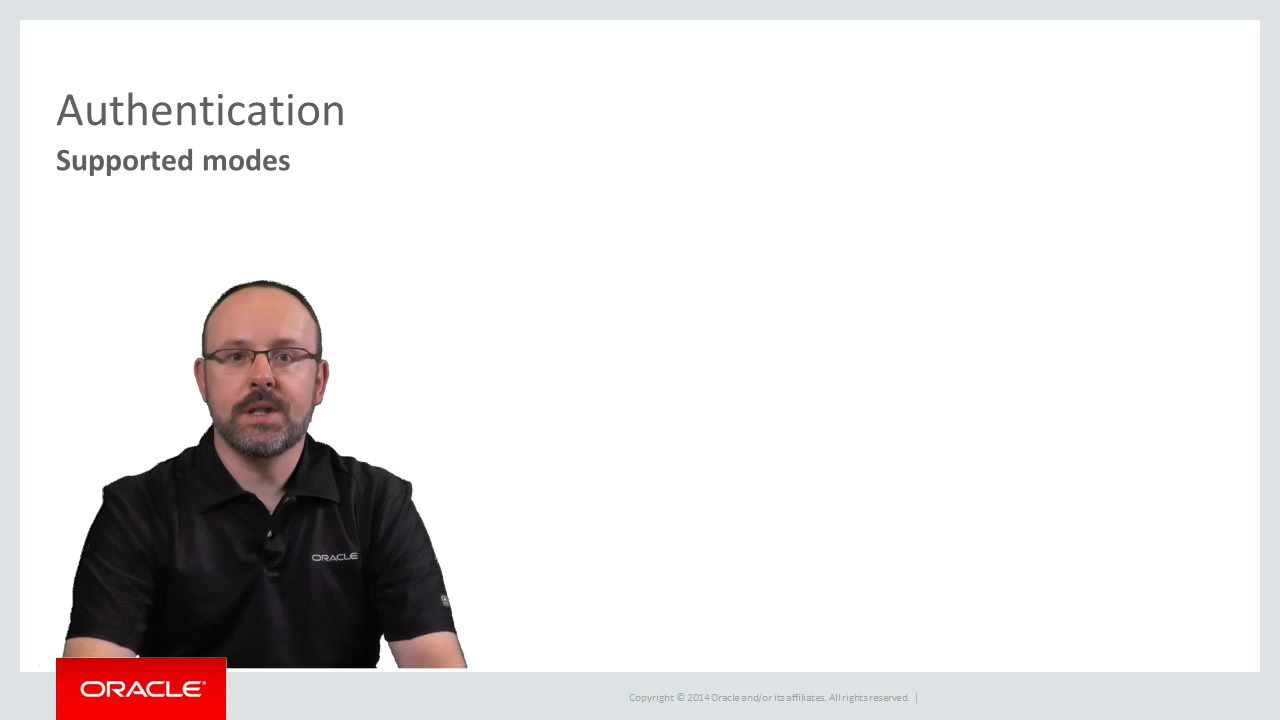 Authentication
Supported modes
ORACLE
ORACLE®
Copyright © 2014 Oracle and/or its affiliates. All rights reserved. |